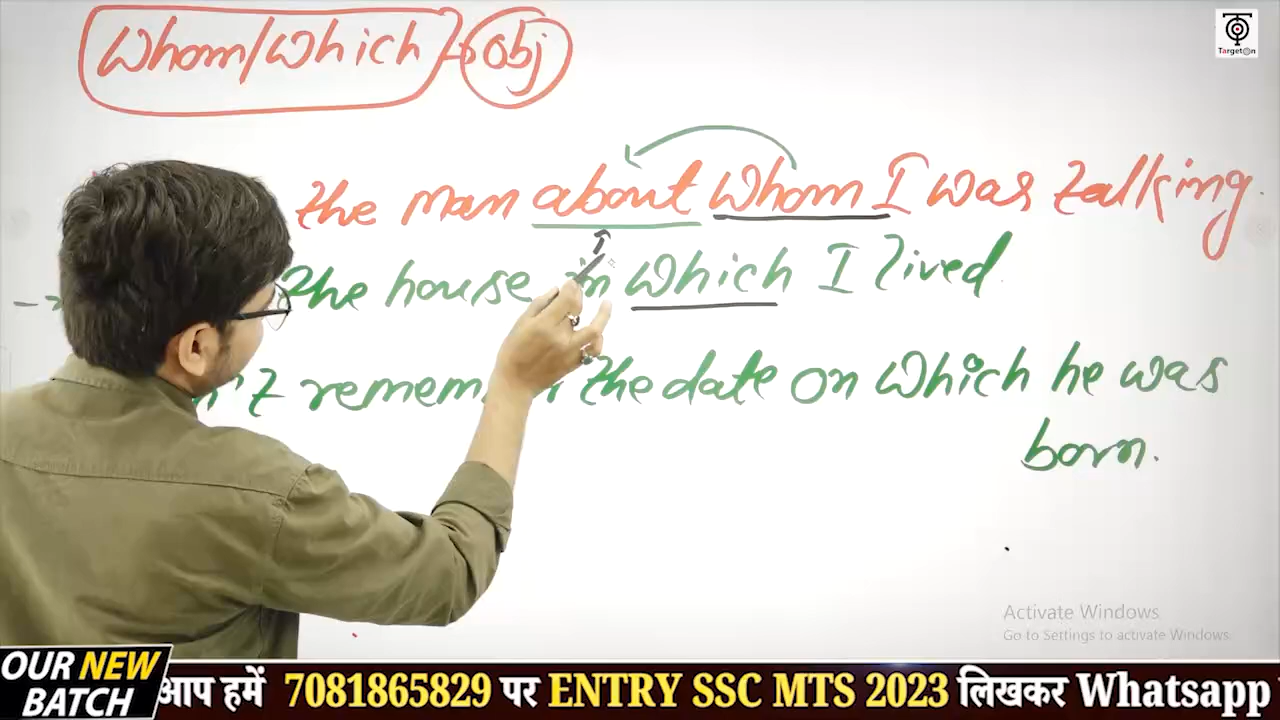 Whom/Which → obj
TargetOn
the man about whom I was talking.
The house in which I lived.
't remem the date on which he was
born.
Activate Windows
Go to Settings to activate Windows.
OUR NEW
BATCH
आप हमें 7081865829 पर ENTRY SSC MTS 2023 लिखकर Whatsapp